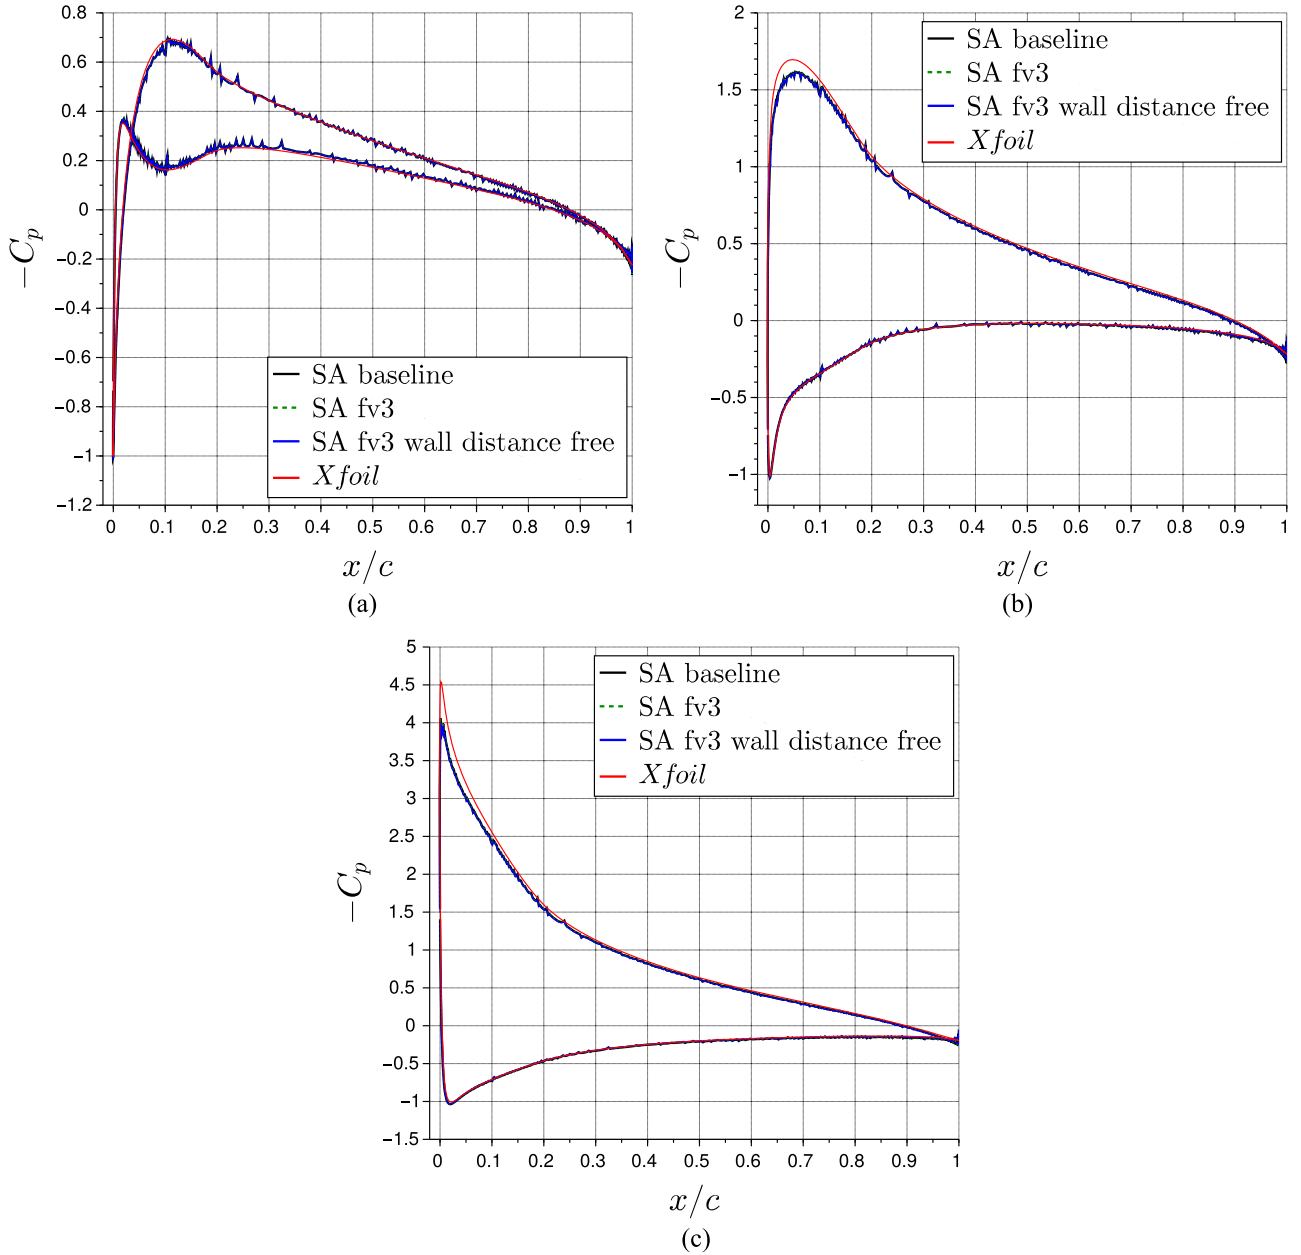 0.8
0.6
0.4
0.2
0
−0.2
−0.4
−0.6
−0.8
−1
−1.2
−C_p
SA baseline
SA fv3
SA fv3 wall distance free
Xfoil
0 0.1 0.2 0.3 0.4 0.5 0.6 0.7 0.8 0.9 1
x/c
(a)
2
1.5
1
0.5
0
−0.5
−1
−C_p
SA baseline
SA fv3
SA fv3 wall distance free
Xfoil
0 0.1 0.2 0.3 0.4 0.5 0.6 0.7 0.8 0.9 1
x/c
(b)
5
4.5
4
3.5
3
2.5
2
1.5
1
0.5
0
−0.5
−1
−1.5
−C_p
SA baseline
SA fv3
SA fv3 wall distance free
Xfoil
0 0.1 0.2 0.3 0.4 0.5 0.6 0.7 0.8 0.9 1
x/c
(c)